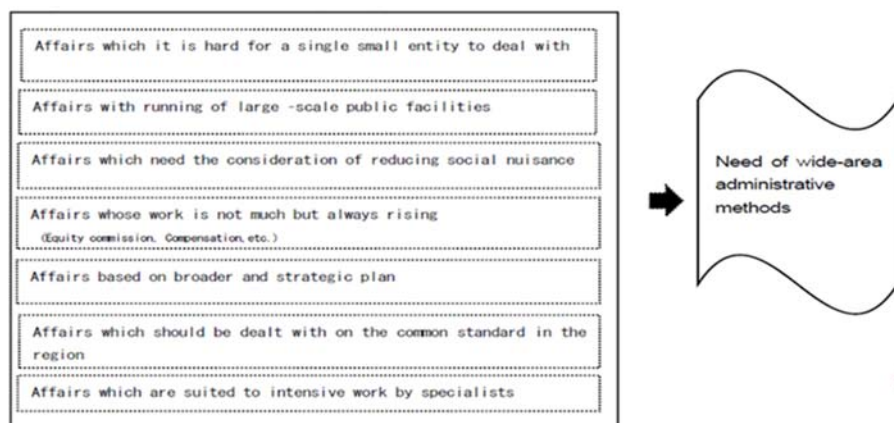 Affairs which it is hard for a single small entity to deal with
Affairs with running of large -scale public facilities
Affairs which need the consideration of reducing social nuisance
Affairs whose work is not much but always rising
(Equity commission, Compensation,etc.)
Affairs based on broader and strategic plan
Affairs which should be dealt with on the common standard in the
region
Affairs which are suited to intensive work by specialists
Need of wide-area
administrative
methods